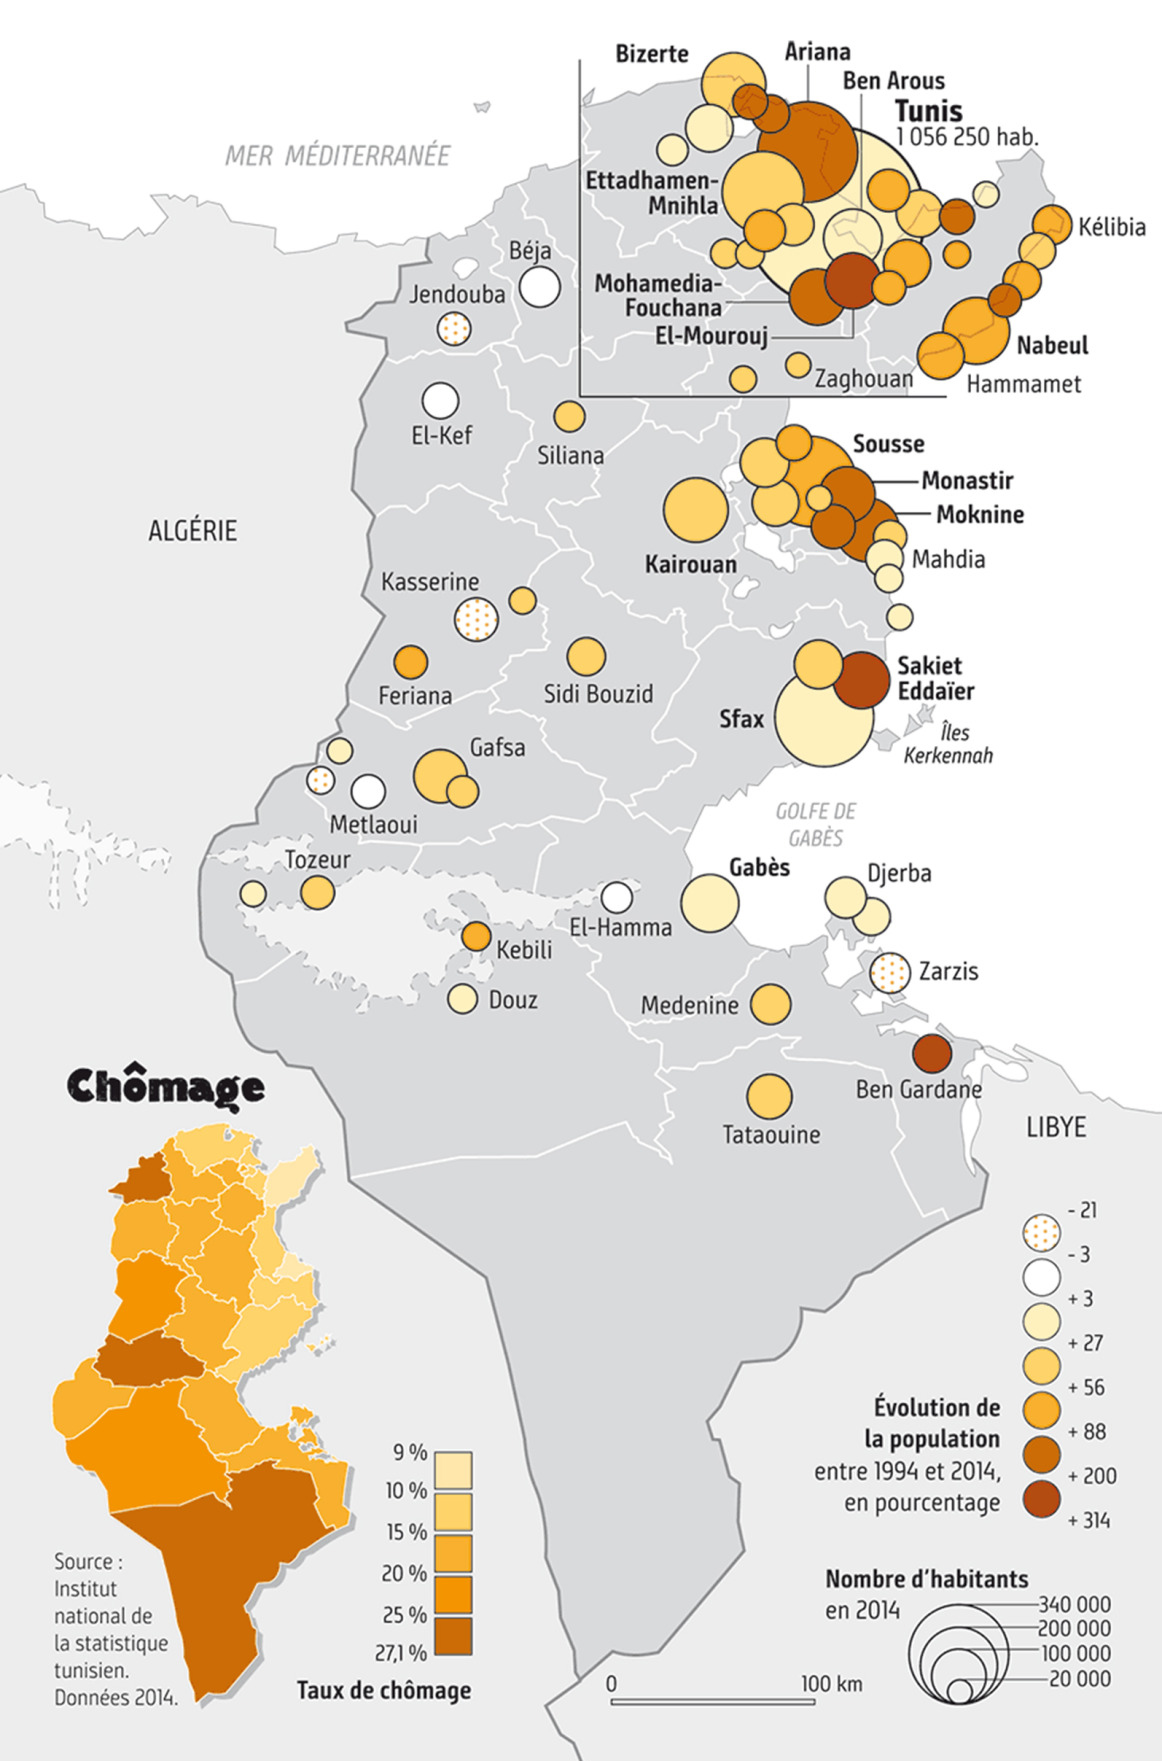 Bizerte
Ariana
Ben Arous
Tunis
1 056 250 hab.
MER MÉDITERRANÉE
Ettadhamen-
Mnihla
Kélibia
Béja
Jendouba
Mohamedia-
Fouchana
El-Mourouj
Nabeul
Zaghouan
Hammamet
El-Kef
Siliana
Sousse
Monastir
Moknine
ALGÉRIE
Kairouan
Mahdia
Kasserine
Feriana
Sidi Bouzid
Sakiet
Eddaïer
Sfax
Îles
Kerkennah
Gafsa
Metlaoui
GOLFE DE
GABÈS
Tozeur
Gabès
Djerba
El-Hamma
Kebili
Zarzis
Douz
Medenine
Ben Gardane
Tataouine
LIBYE
Chômage
9 %
10 %
15 %
20 %
25 %
27,1 %
Taux de chômage
Source :
Institut
national de
la statistique
tunisien.
Données 2014.
- 21
- 3
+ 3
+ 27
+ 56
+ 88
+ 200
+ 314
Évolution de
la population
entre 1994 et 2014,
en pourcentage
Nombre d'habitants
en 2014
340 000
200 000
100 000
20 000
0 100 km